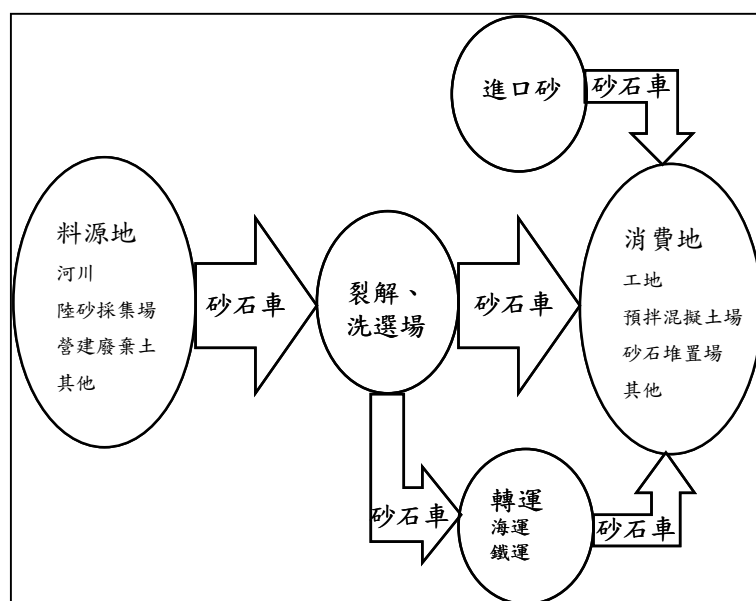 進口砂
砂石車
料源地
河川
陸砂採集場
營建廢棄土
其他
砂石車
裂解、
洗選場
砂石車
消費地
工地
預拌混凝土場
砂石堆置場
其他
砂石車
轉運
海運
鐵運
砂石車